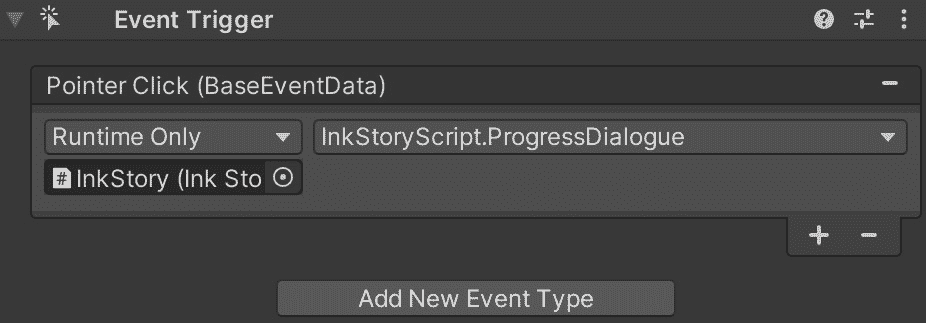 Event Trigger
Pointer Click (BaseEventData)
Runtime Only
InkStoryScript.ProgressDialogue
InkStory (Ink Sto
Add New Event Type